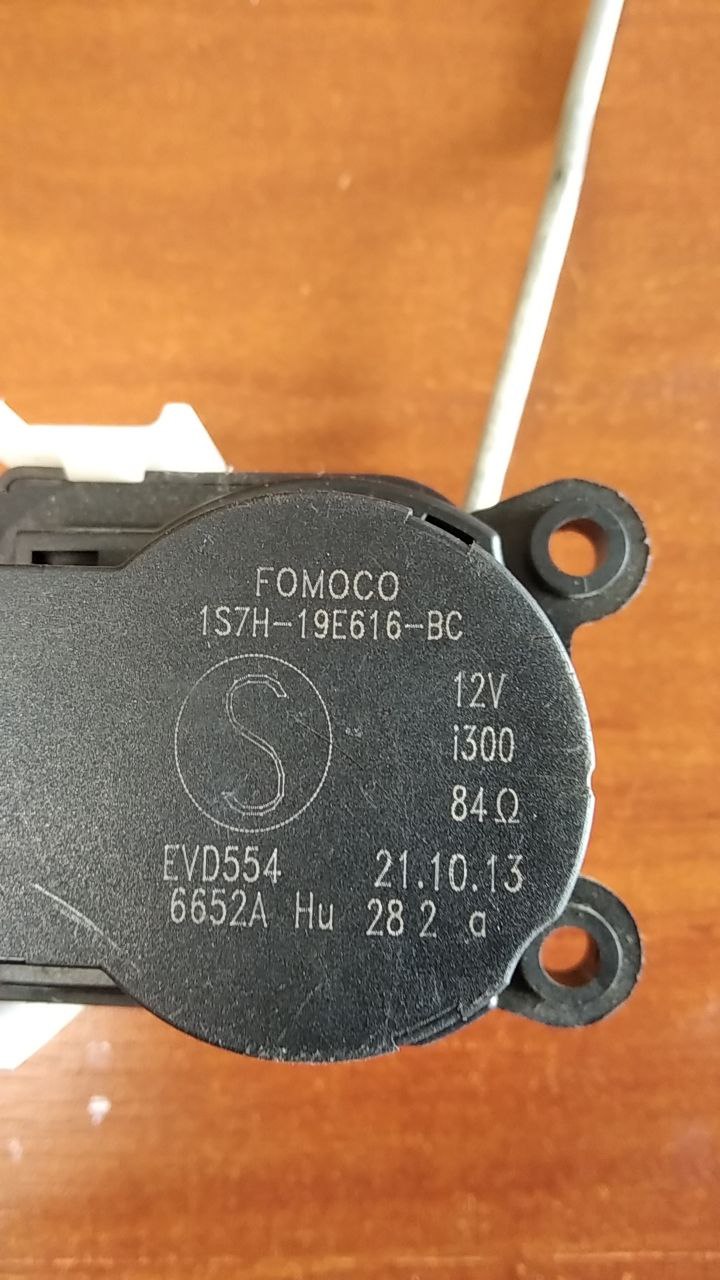 FOMOCO
1S7H-19E616-BC
S
12V
i300
84Ω
EVD554 21.10.13
6652A Hu 28 2 a